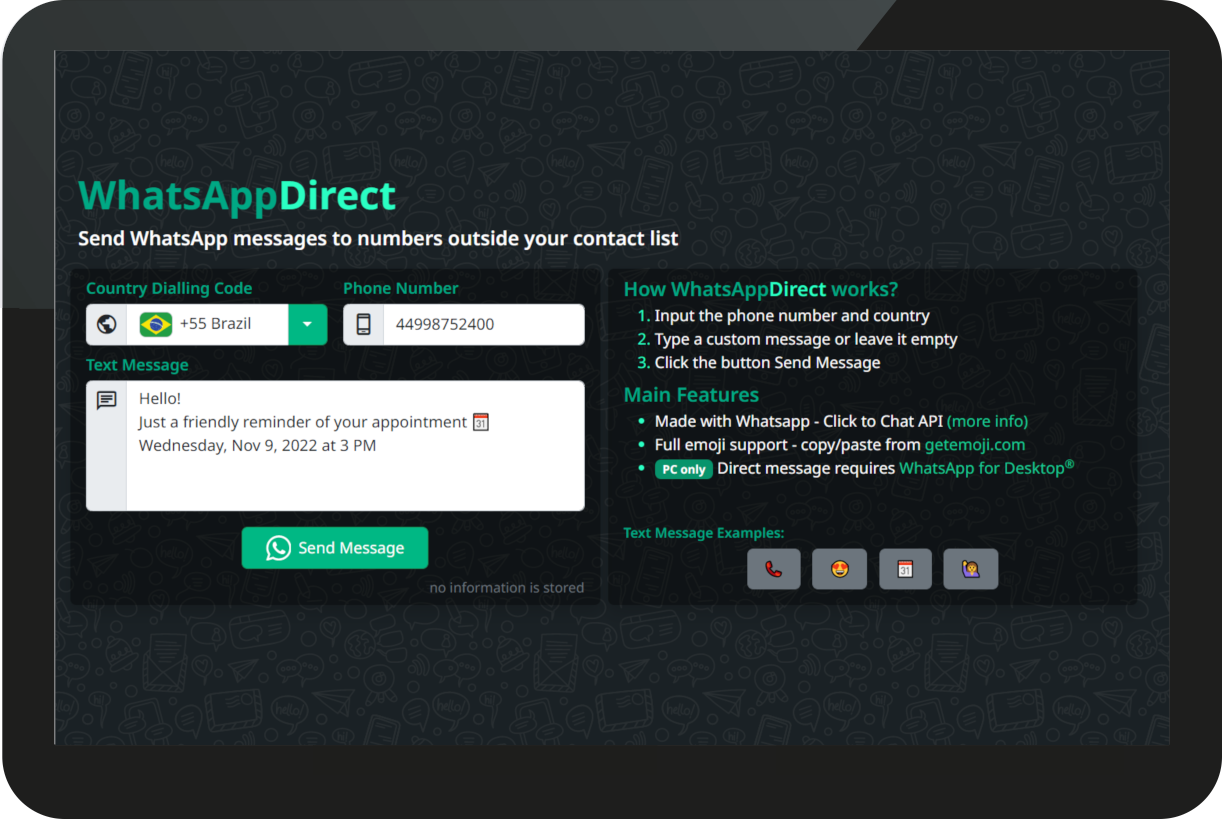 WhatsAppDirect
Send WhatsApp messages to numbers outside your contact list
Country Dialling Code
Phone Number
+55 Brazil
44998752400
Text Message
Hello!
Just a friendly reminder of your appointment 📅
Wednesday, Nov 9, 2022 at 3 PM
Send Message
no information is stored
How WhatsAppDirect works?
1. Input the phone number and country
2. Type a custom message or leave it empty
3. Click the button Send Message
Main Features
• Made with Whatsapp - Click to Chat API (more info)
• Full emoji support - copy/paste from getemoji.com
• PC only Direct message requires WhatsApp for Desktop®
Text Message Examples: